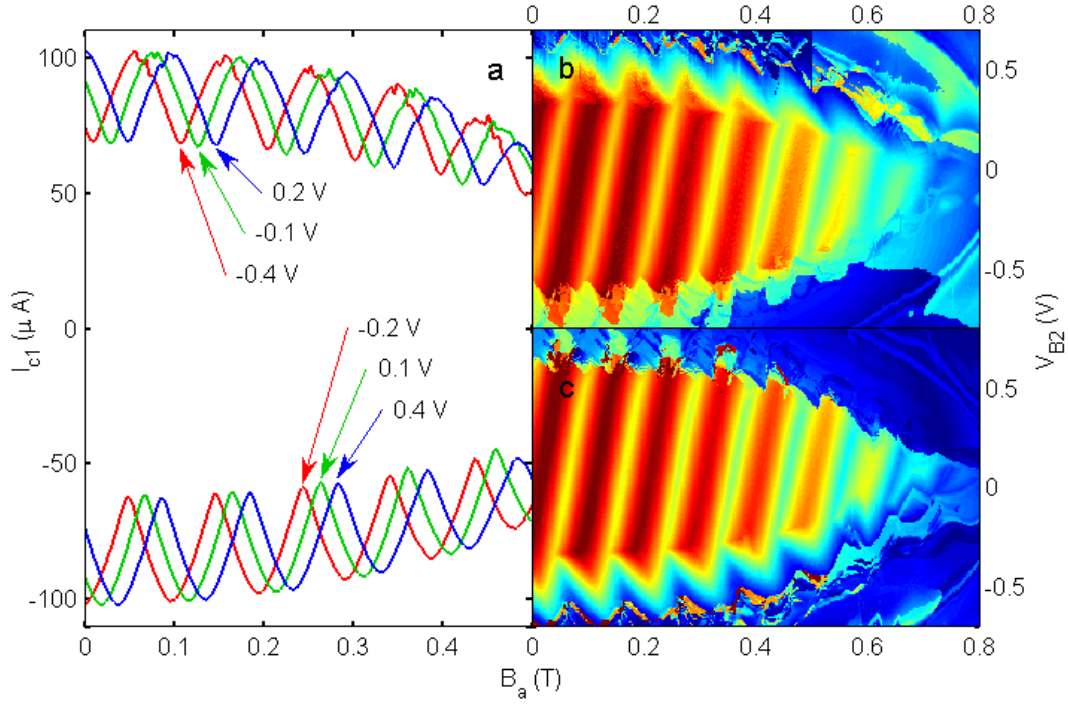 0 0.2 0.4 0.6 0.8
a
b
c
100
50
0
-50
-100
I_c1 (μ A)
0.2 V
-0.1 V
-0.4 V
-0.2 V
0.1 V
0.4 V
0.5
0
-0.5
V_B2 (V)
0.5
0
-0.5
0 0.1 0.2 0.3 0.4 0 0.2 0.4 0.6 0.8
B_a (T)